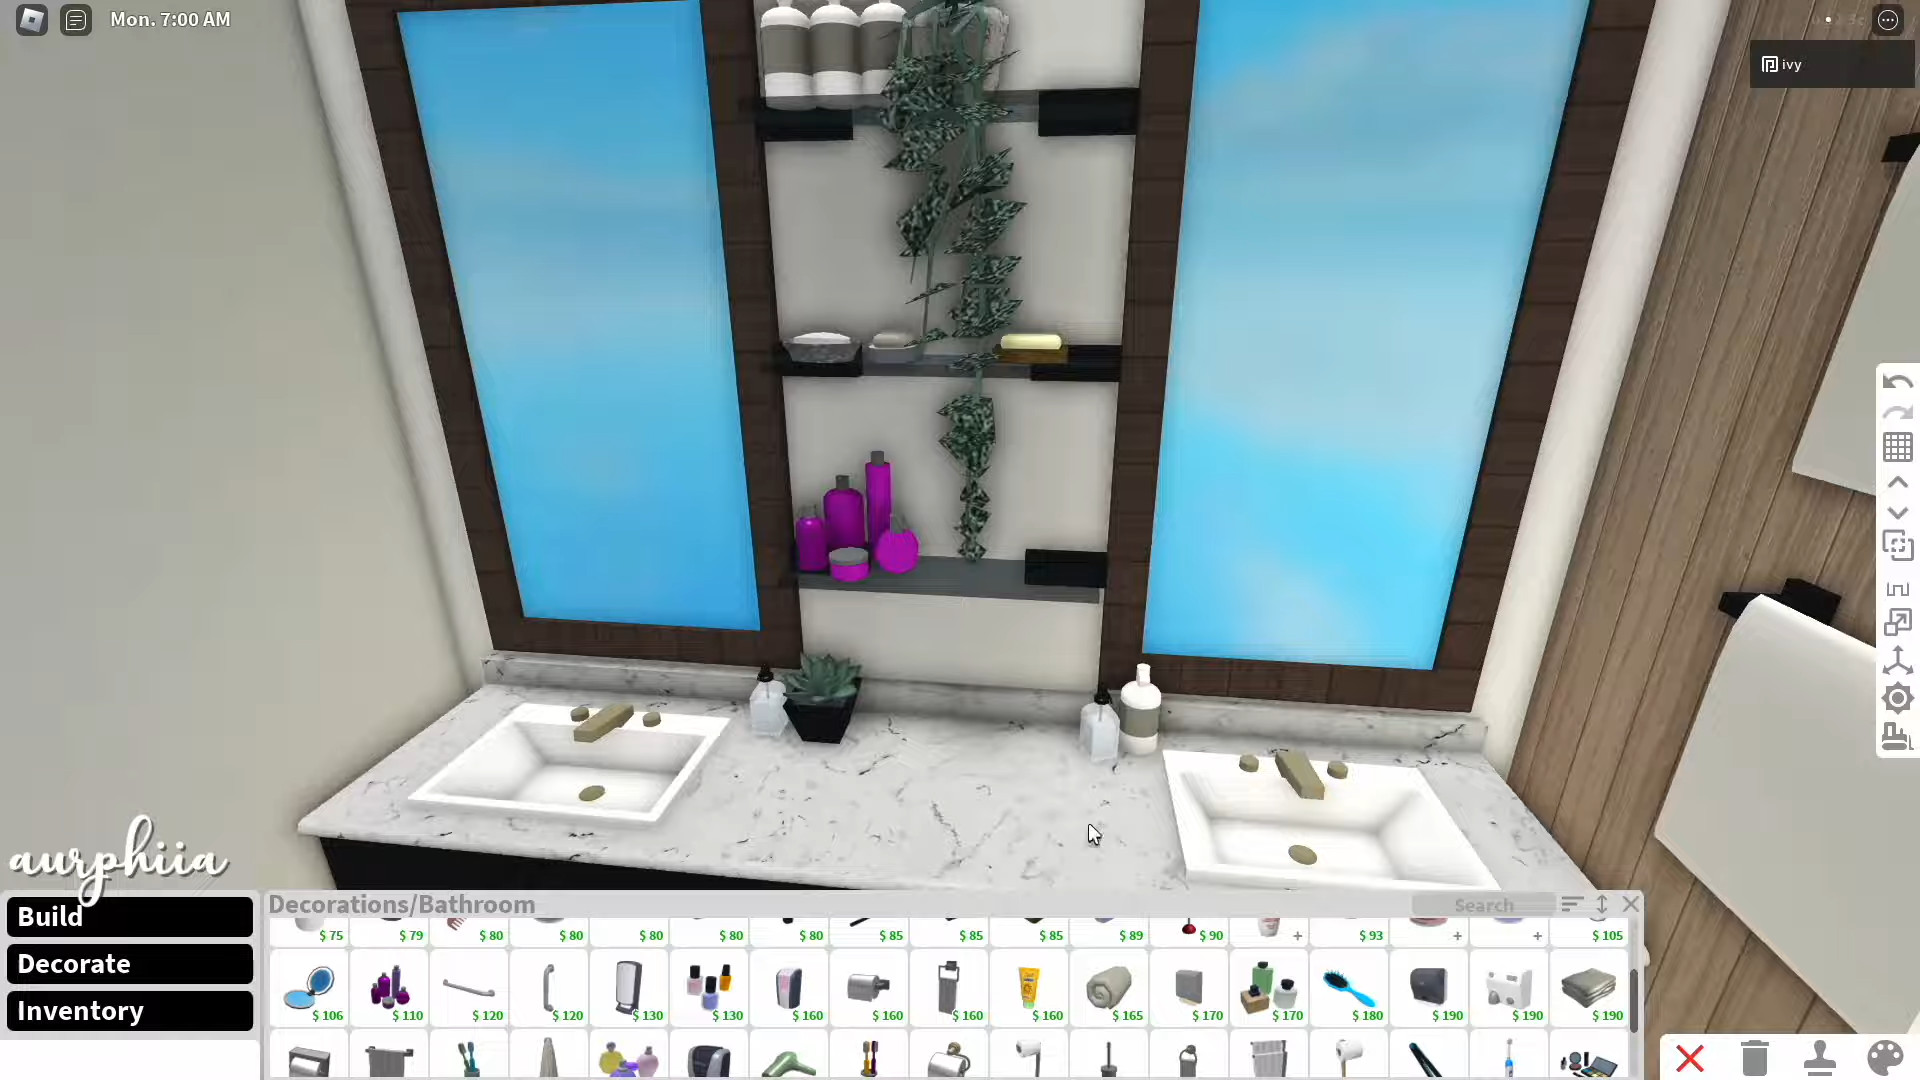 Mon. 7:00 AM
ivy
aurphiia
Build
Decorate
Inventory
Decorations/Bathroom
Search
$ 75 $ 79 $ 80 $ 80 $ 80 $ 80 $ 80 $ 85 $ 85 $ 85 $ 89 $ 90 + $ 93 + + $ 105
$ 106 $ 110 $ 120 $ 120 $ 130 $ 130 $ 160 $ 160 $ 160 $ 160 $ 165 $ 170 $ 170 $ 180 $ 190 $ 190 $ 190